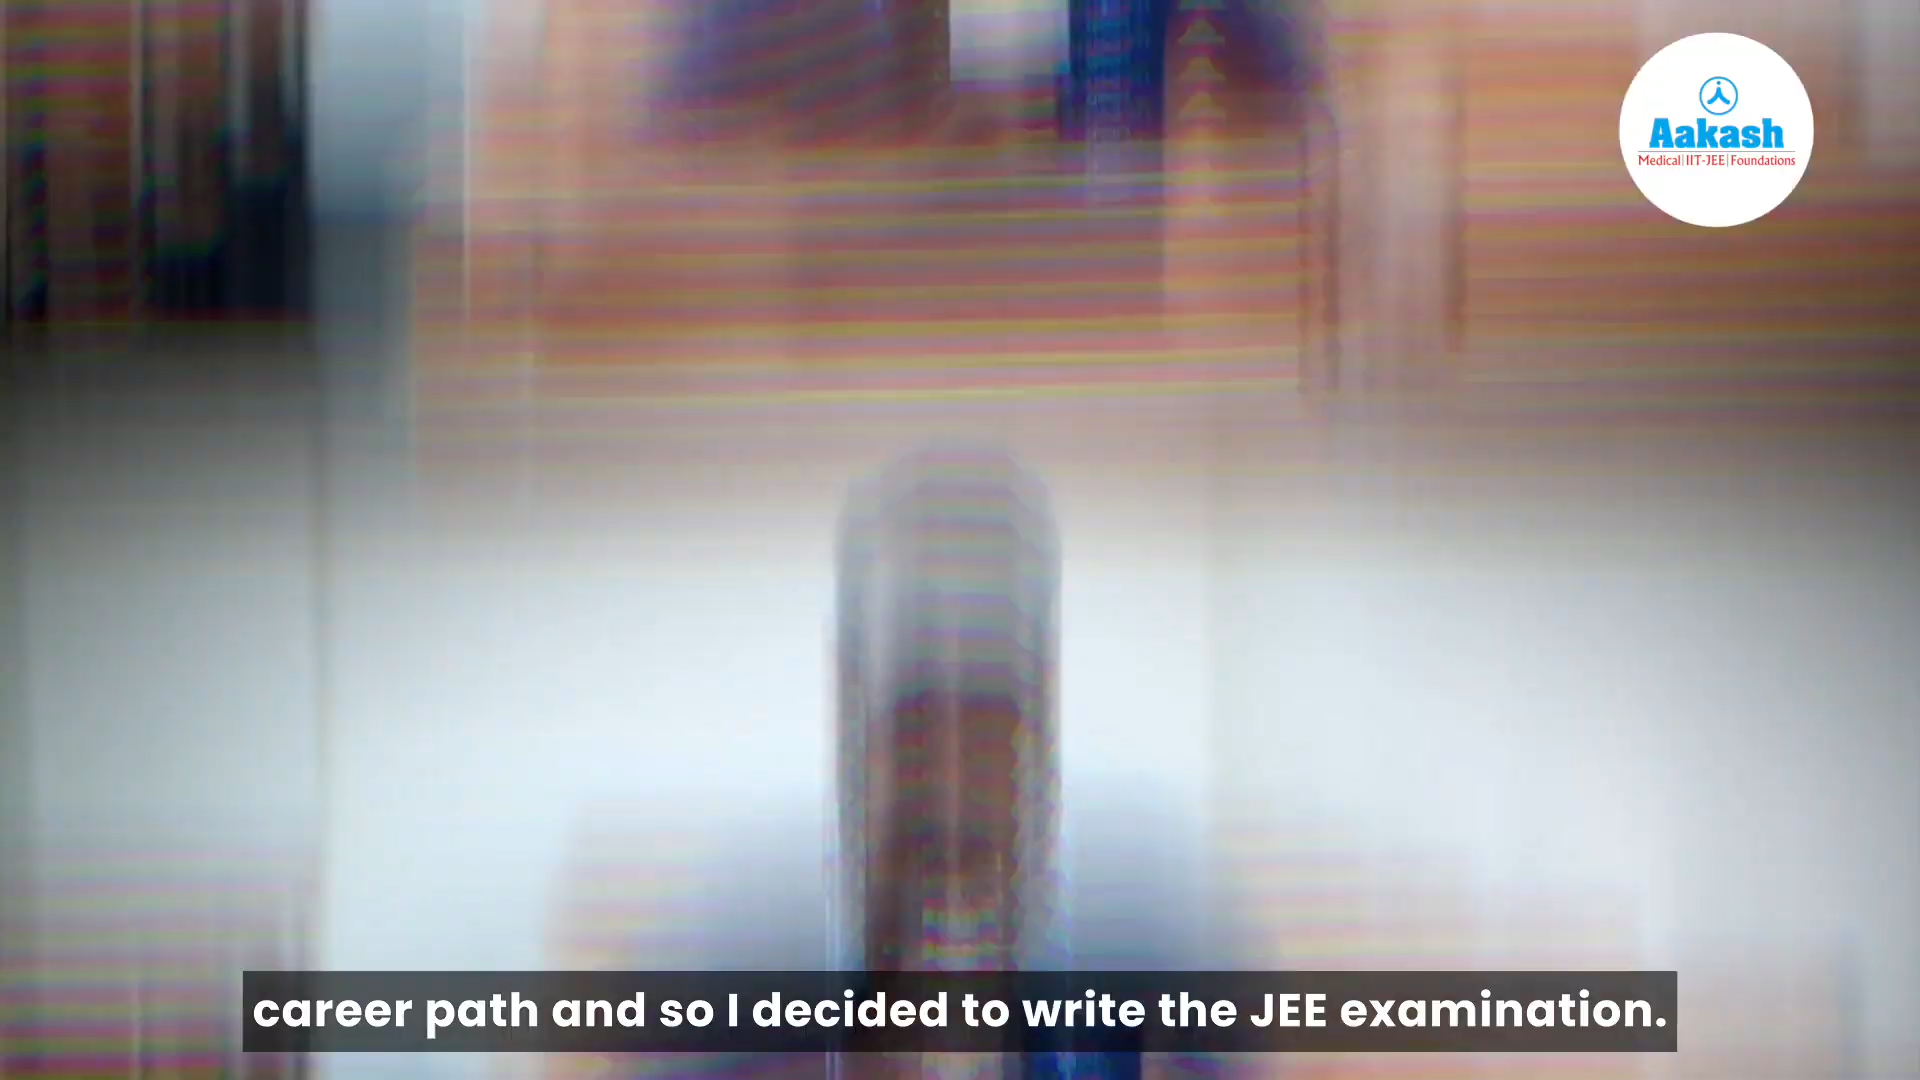 Aakash
Medical|IIT-JEE|Foundations
career path and so I decided to write the JEE examination.